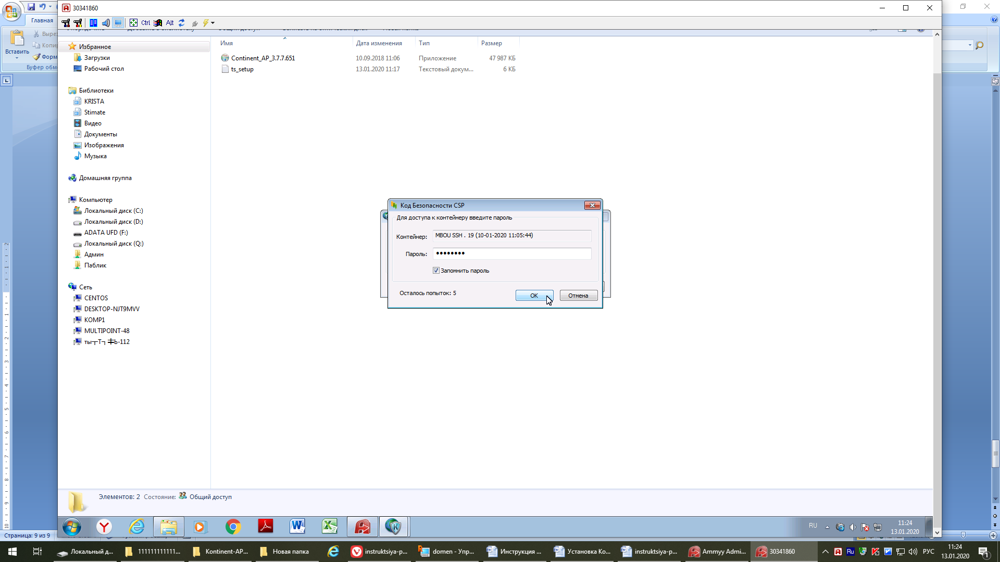 30341860
Главная
Ctrl
Alt
Вставить
Буфер обм
Избранное
Загрузки
Рабочий стол
Библиотеки
KRISTA
Stimate
Видео
Документы
Изображения
Музыка
Домашняя группа
Компьютер
Локальный диск (C:)
Локальный диск (D:)
ADATA UFD (F:)
Локальный диск (Q:)
Админ
Паблик
Сеть
CENTOS
DESKTOP-NJT9MVV
KOMP1
MULTIPOINT-48
Имя Дата изменения Тип Размер
Continent_AP_3.7.7.651 10.09.2018 11:06 Приложение 47 987 КБ
ts_setup 13.01.2020 11:17 Текстовый докум... 6 КБ
Код Безопасности CSP
Для доступа к контейнеру введите пароль
Контейнер: MBOU SSH . 19 (10-01-2020 11:05:44)
Пароль: ••••••••
Запомнить пароль
Осталось попыток: 5
OK
Отмена
Элементов: 2 Состояние: Общий доступ
RU
11:24
13.01.2020
Страница: 9 из 9
Локальный д...
111111111111...
Kontinent-AP...
Новая папка
instruktsiya-p...
domen - Упр...
Инструкция ...
Установка Ко...
instruktsiya-p...
Ammyy Admi...
30341860
Ru
РУС
11:24
13.01.2020
1